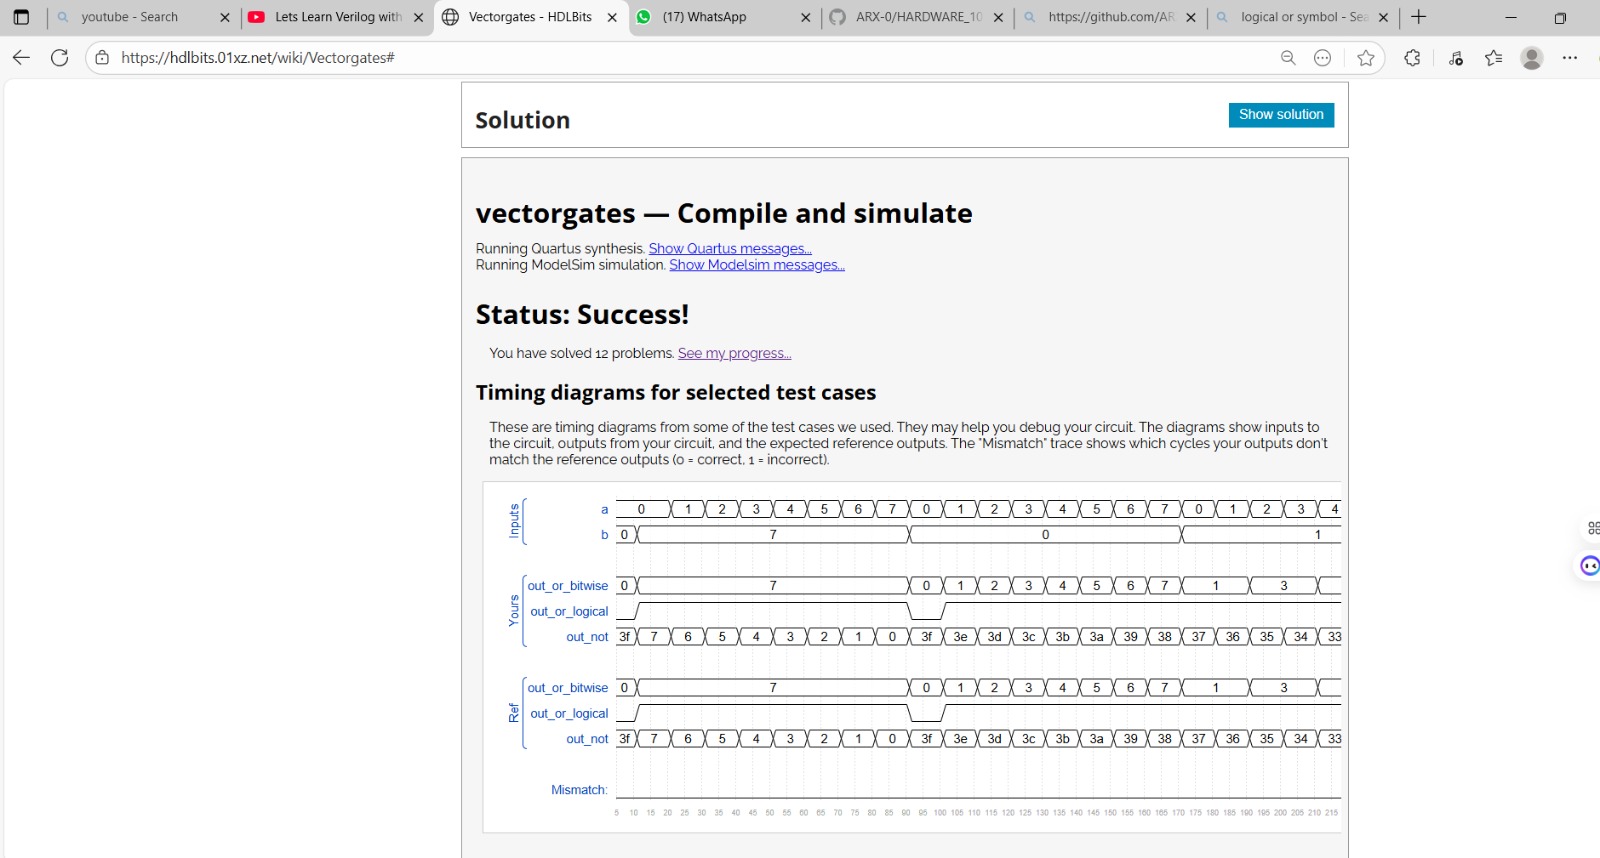 youtube - Search
Lets Learn Verilog with
Vectorgates - HDLBits
(17) WhatsApp
ARX-0/HARDWARE_10
https://github.com/AR
logical or symbol - Sea
https://hdlbits.01xz.net/wiki/Vectorgates#
Solution
Show solution
vectorgates — Compile and simulate
Running Quartus synthesis. Show Quartus messages...
Running ModelSim simulation. Show Modelsim messages...
Status: Success!
You have solved 12 problems. See my progress...
Timing diagrams for selected test cases
These are timing diagrams from some of the test cases we used. They may help you debug your circuit. The diagrams show inputs to
the circuit, outputs from your circuit, and the expected reference outputs. The "Mismatch" trace shows which cycles your outputs don't
match the reference outputs (0 = correct, 1 = incorrect).
Inputs
a 0 1 2 3 4 5 6 7 0 1 2 3 4 5 6 7 0 1 2 3 4
b 0 7 0 1
Yours
out_or_bitwise 0 7 0 1 2 3 4 5 6 7 1 3
out_or_logical
out_not 3f 7 6 5 4 3 2 1 0 3f 3e 3d 3c 3b 3a 39 38 37 36 35 34 33
Ref
out_or_bitwise 0 7 0 1 2 3 4 5 6 7 1 3
out_or_logical
out_not 3f 7 6 5 4 3 2 1 0 3f 3e 3d 3c 3b 3a 39 38 37 36 35 34 33
Mismatch:
5 10 15 20 25 30 35 40 45 50 55 60 65 70 75 80 85 90 95 100 105 110 115 120 125 130 135 140 145 150 155 160 165 170 175 180 185 190 195 200 205 210 215